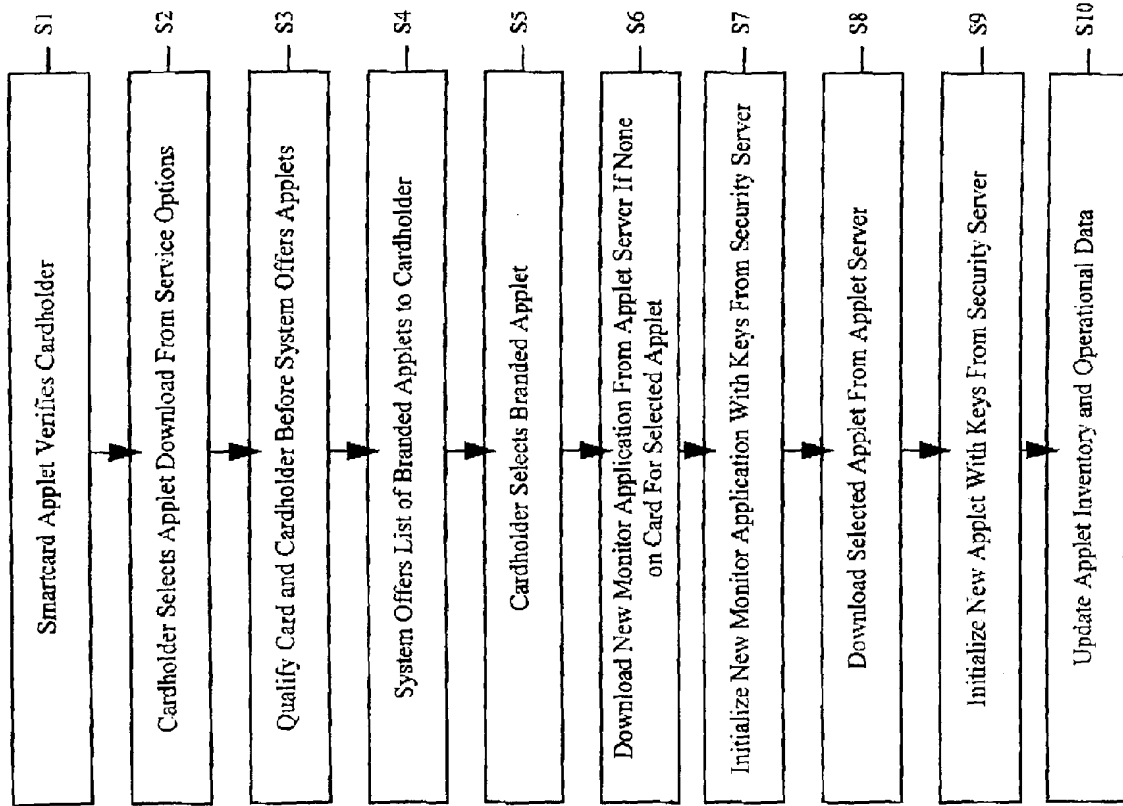 Smartcard Applet Verifies Cardholder
S1
Cardholder Selects Applet Download From Service Options
S2
Qualify Card and Cardholder Before System Offers Applets
S3
System Offers List of Branded Applets to Cardholder
S4
Cardholder Selects Branded Applet
S5
Download New Monitor Application From Applet Server If None
on Card For Selected Applet
S6
Initialize New Monitor Application With Keys From Security Server
S7
Download Selected Applet From Applet Server
S8
Initialize New Applet With Keys From Security Server
S9
Update Applet Inventory and Operational Data
S10